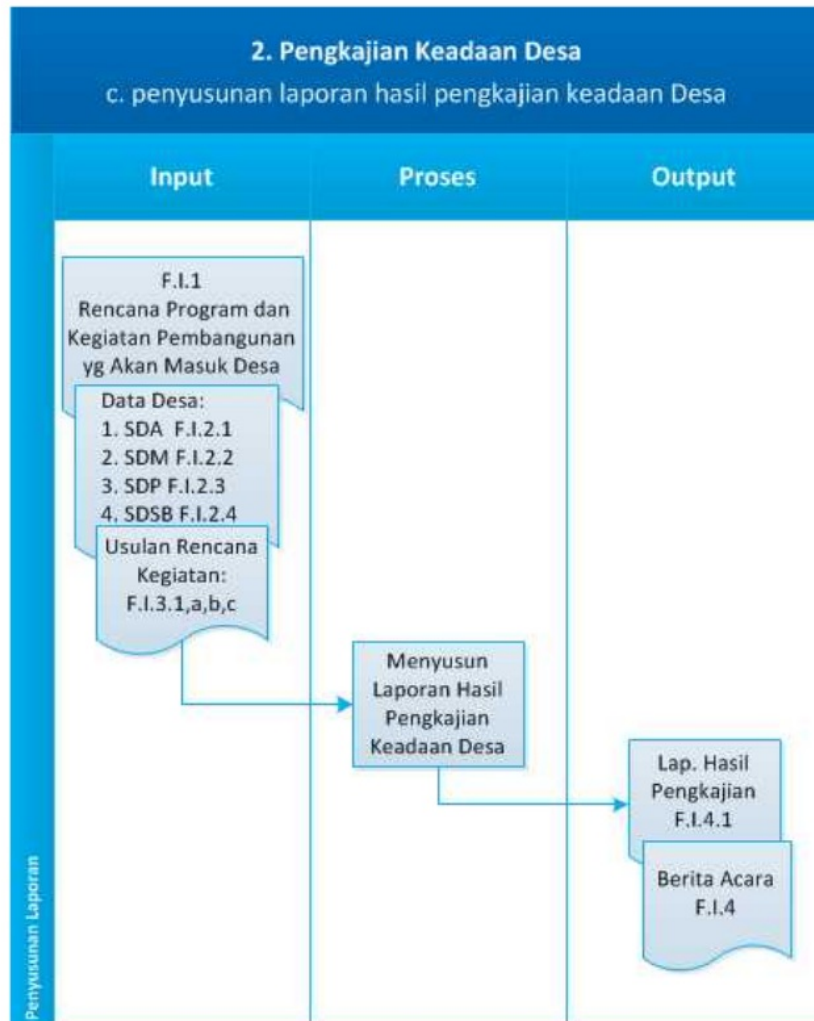 2. Pengkajian Keadaan Desa
c. penyusunan laporan hasil pengkajian keadaan Desa
Input
Proses
Output
F.I.1
Rencana Program dan
Kegiatan Pembangunan
yg Akan Masuk Desa
Data Desa:
1. SDA F.I.2.1
2. SDM F.I.2.2
3. SDP F.I.2.3
4. SDSB F.I.2.4
Usulan Rencana
Kegiatan:
F.I.3.1,a,b,c
Menyusun
Laporan Hasil
Pengkajian
Keadaan Desa
Lap. Hasil
Pengkajian
F.I.4.1
Berita Acara
F.I.4
Penyusunan Laporan